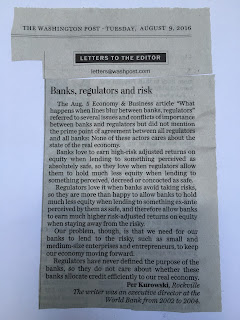 THE WASHINGTON POST · TUESDAY, AUGUST 9, 2016
LETTERS TO THE EDITOR
letters@washpost.com
Banks, regulators and risk
The Aug. 5 Economy & Business article “What
happens when lines blur between banks, regulators”
referred to several issues and conflicts of importance
between banks and regulators but did not mention
the prime point of agreement between all regulators
and all banks: None of these actors cares about the
state of the real economy.
Banks love to earn high-risk adjusted returns on
equity when lending to something perceived as
absolutely safe, so they love when regulators allow
them to hold much less equity when lending to
something perceived, decreed or concocted as safe.
Regulators love it when banks avoid taking risks,
so they are more than happy to allow banks to hold
much less equity when lending to something ex-ante
perceived by them as safe, and therefore allow banks
to earn much higher risk-adjusted returns on equity
when staying away from the risky.
Our problem, though, is that we need for our
banks to lend to the risky, such as small and
medium-size enterprises and entrepreneurs, to keep
our economy moving forward.
Regulators have never defined the purpose of the
banks, so they do not care about whether these
banks allocate credit efficiently to our real economy.
Per Kurowski, Rockville
The writer was an executive director at the
World Bank from 2002 to 2004.